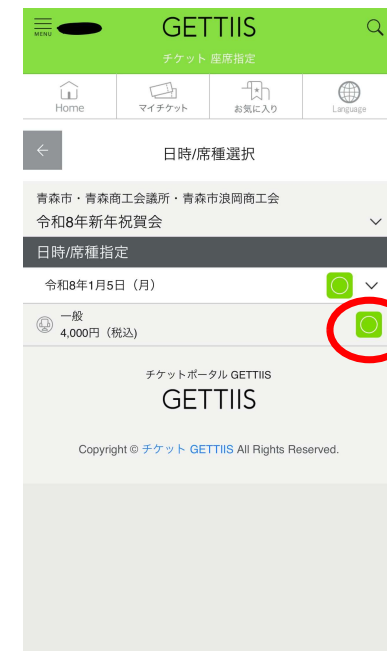 MENU
GETTIIS
チケット 座席指定
Home
マイチケット
お気に入り
Language
日時/席種選択
青森市・青森商工会議所・青森市浪岡商工会
令和8年新年祝賀会
日時/席種指定
令和8年1月5日（月）
一般
4,000円（税込)
チケットポータル GETTIIS
GETTIIS
Copyright © チケット GETTIIS All Rights Reserved.